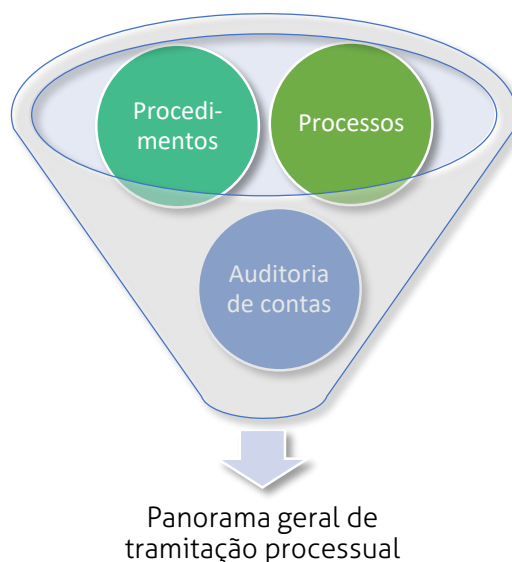 Procedi-
mentos
Processos
Auditoria
de contas
Panorama geral de
tramitação processual